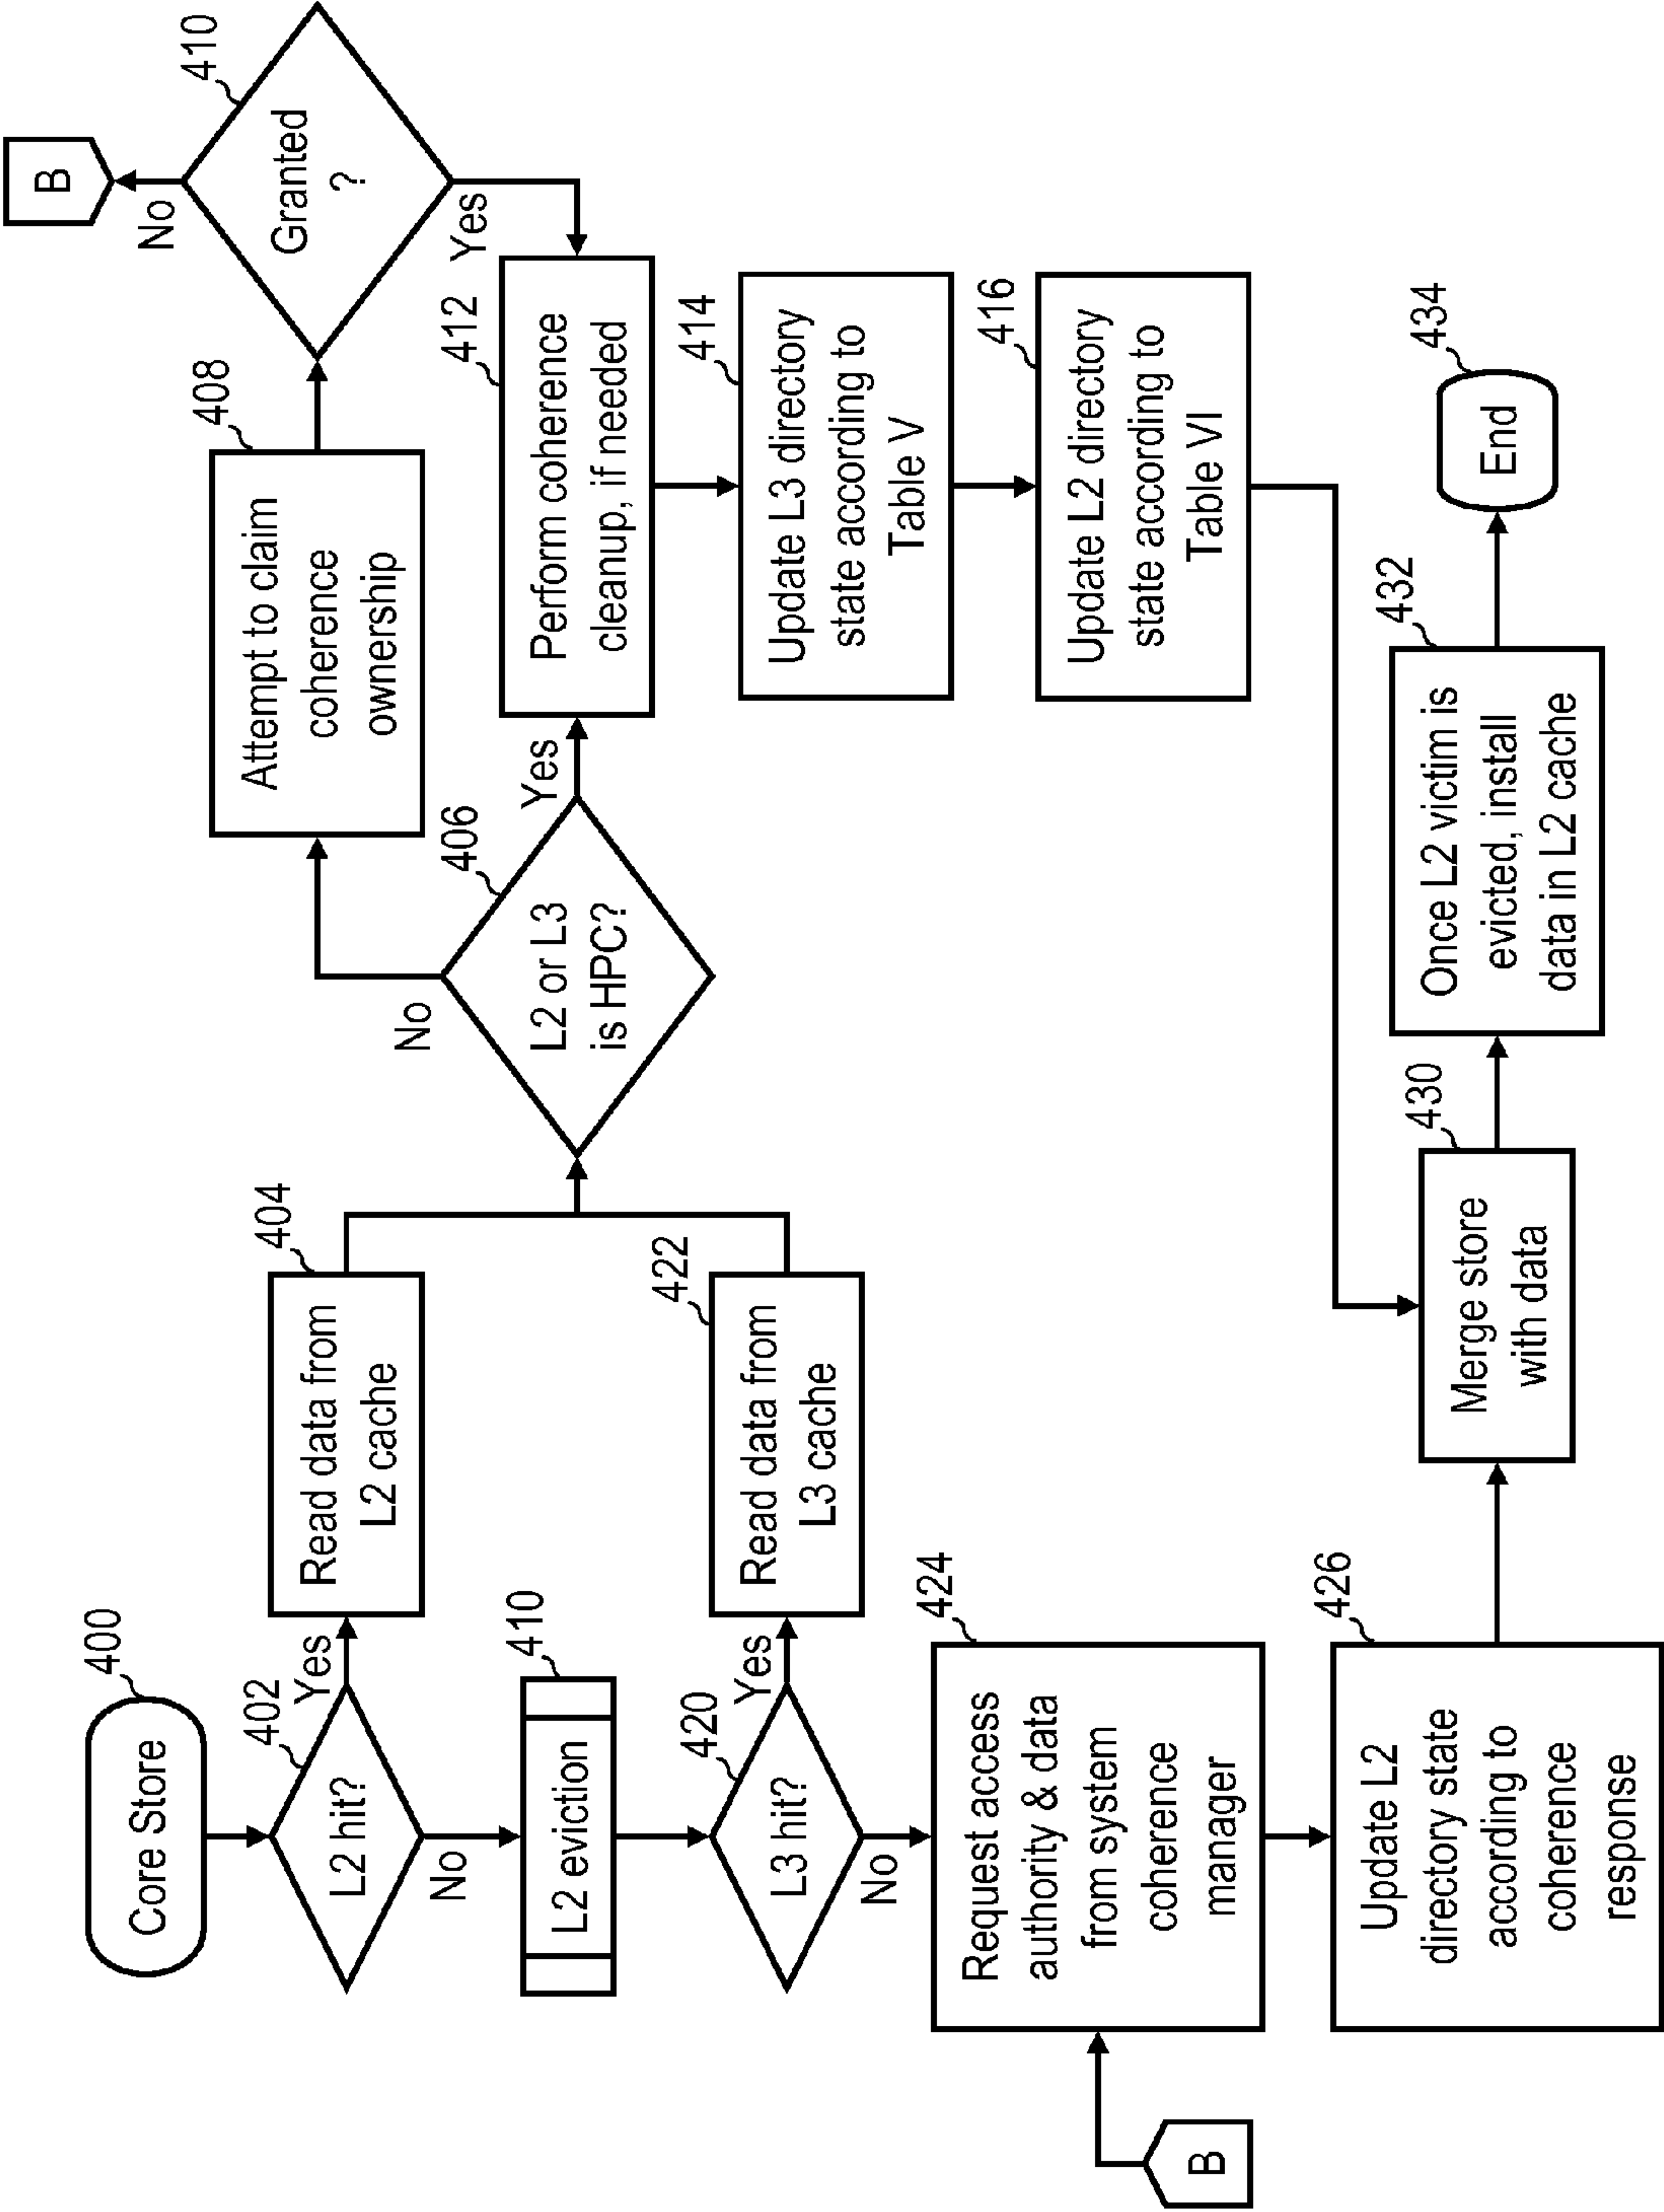 400
Core Store
402
L2 hit?
Yes
No
404
Read data from
L2 cache
410
L2 eviction
420
L3 hit?
Yes
No
422
Read data from
L3 cache
B
424
Request access
authority & data
from system
coherence
manager
426
Update L2
directory state
according to
coherence
response
406
L2 or L3
is HPC?
No
Yes
408
Attempt to claim
coherence
ownership
410
Granted
?
No
B
Yes
412
Perform coherence
cleanup, if needed
414
Update L3 directory
state according to
Table V
416
Update L2 directory
state according to
Table VI
430
Merge store
with data
432
Once L2 victim is
evicted, install
data in L2 cache
434
End